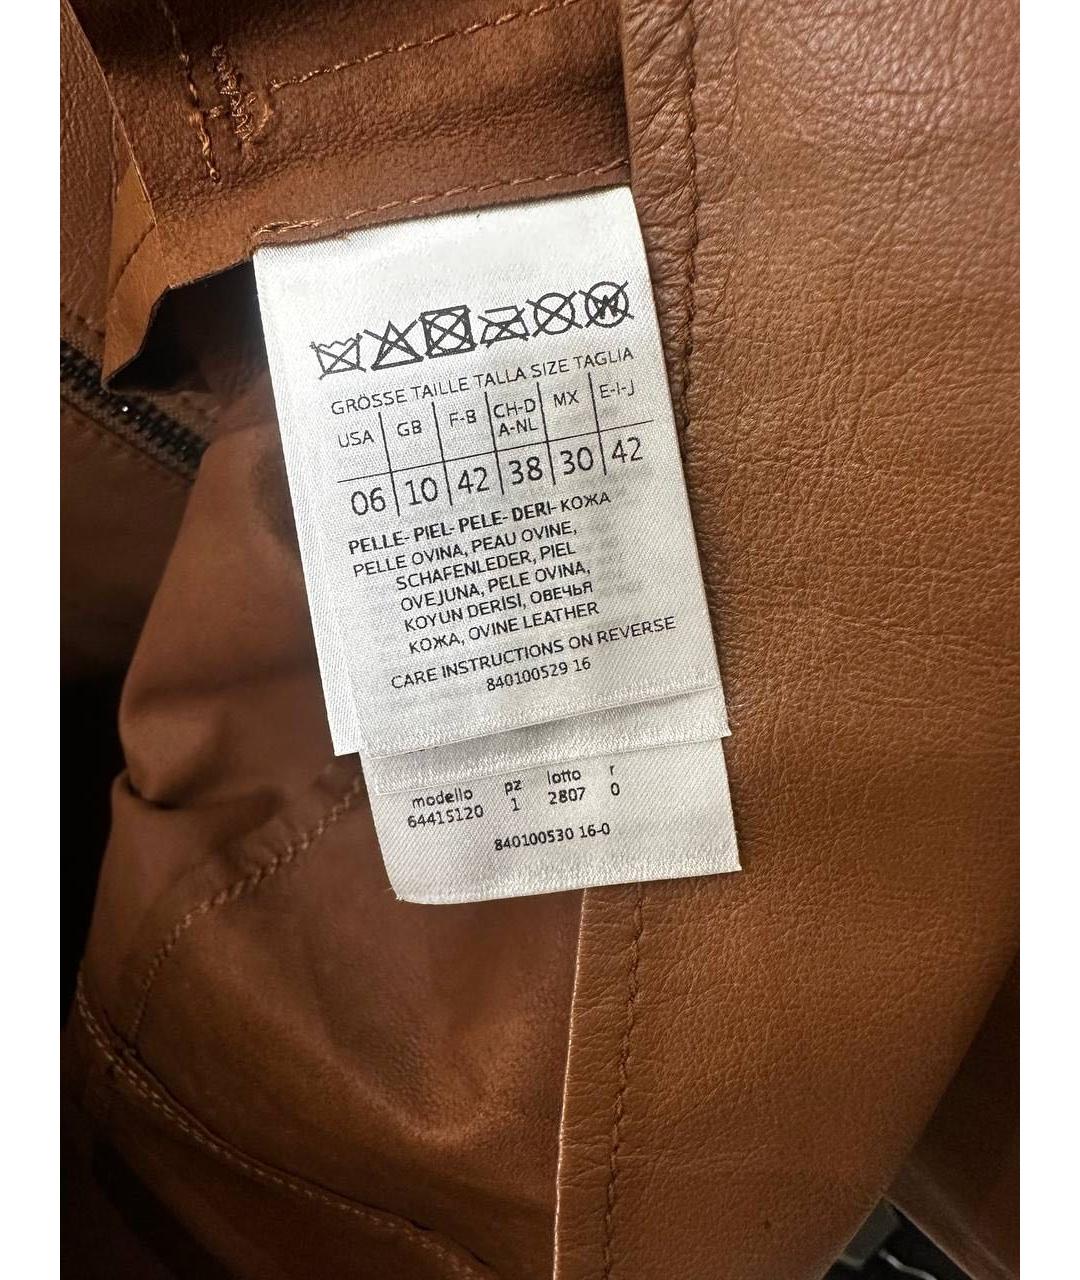 GRÖSSE TAILLE TALLA SIZE TAGLIA
USA GB F-B CH-D A-NL MX E-I-J
06 10 42 38 30 42
PELLE- PIEL- PELE- DERI- КОЖА
PELLE OVINA, PEAU OVINE,
SCHAFENLEDER, PIEL
OVEJUNA, PELE OVINA,
KOYUN DERISI, ОВЕЧЬЯ
КОЖА, OVINE LEATHER
CARE INSTRUCTIONS ON REVERSE
840100529 16
modello pz lotto r
64415120 1 2807 0
840100530 16-0